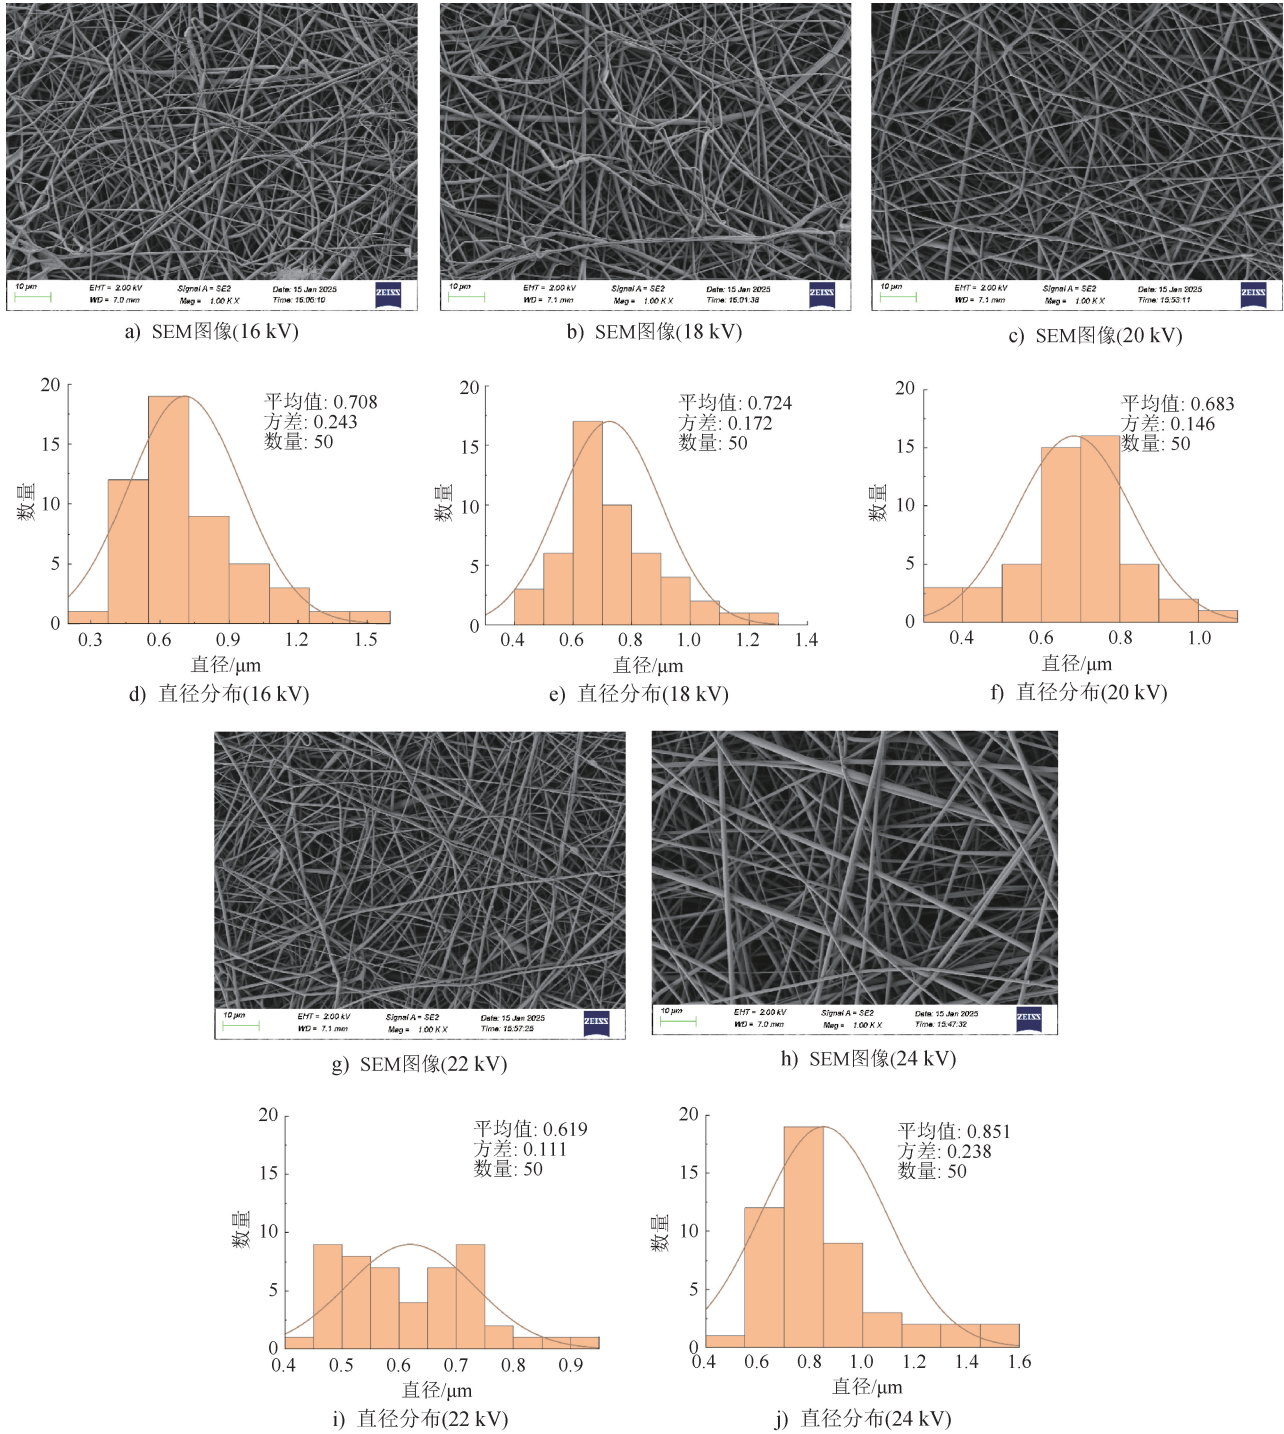 10 μm
EHT = 2.00 kV
Signal A = SE2
Date: 15 Jan 2025
WD = 7.0 mm
Mag = 1.00 K X
Time: 15:06:10
ZEISS
a) SEM图像(16 kV)
10 μm
EHT = 2.00 kV
Signal A = SE2
Date: 15 Jan 2025
WD = 7.1 mm
Mag = 1.00 K X
Time: 15:01:38
ZEISS
b) SEM图像(18 kV)
10 μm
EHT = 2.00 kV
Signal A = SE2
Date: 15 Jan 2025
WD = 7.1 mm
Mag = 1.00 K X
Time: 15:53:11
ZEISS
c) SEM图像(20 kV)
平均值: 0.708
方差: 0.243
数量: 50
数量
20
15
10
5
0
0.3 0.6 0.9 1.2 1.5
直径/μm
d) 直径分布(16 kV)
平均值: 0.724
方差: 0.172
数量: 50
数量
20
15
10
5
0
0.4 0.6 0.8 1.0 1.2 1.4
直径/μm
e) 直径分布(18 kV)
平均值: 0.683
方差: 0.146
数量: 50
数量
20
15
10
5
0
0.4 0.6 0.8 1.0
直径/μm
f) 直径分布(20 kV)
10 μm
EHT = 2.00 kV
Signal A = SE2
Date: 15 Jan 2025
WD = 7.1 mm
Mag = 1.00 K X
Time: 15:57:25
ZEISS
g) SEM图像(22 kV)
10 μm
EHT = 2.00 kV
Signal A = SE2
Date: 15 Jan 2025
WD = 7.0 mm
Mag = 1.00 K X
Time: 15:47:32
ZEISS
h) SEM图像(24 kV)
平均值: 0.619
方差: 0.111
数量: 50
数量
20
15
10
5
0
0.4 0.5 0.6 0.7 0.8 0.9
直径/μm
i) 直径分布(22 kV)
平均值: 0.851
方差: 0.238
数量: 50
数量
20
15
10
5
0
0.4 0.6 0.8 1.0 1.2 1.4 1.6
直径/μm
j) 直径分布(24 kV)